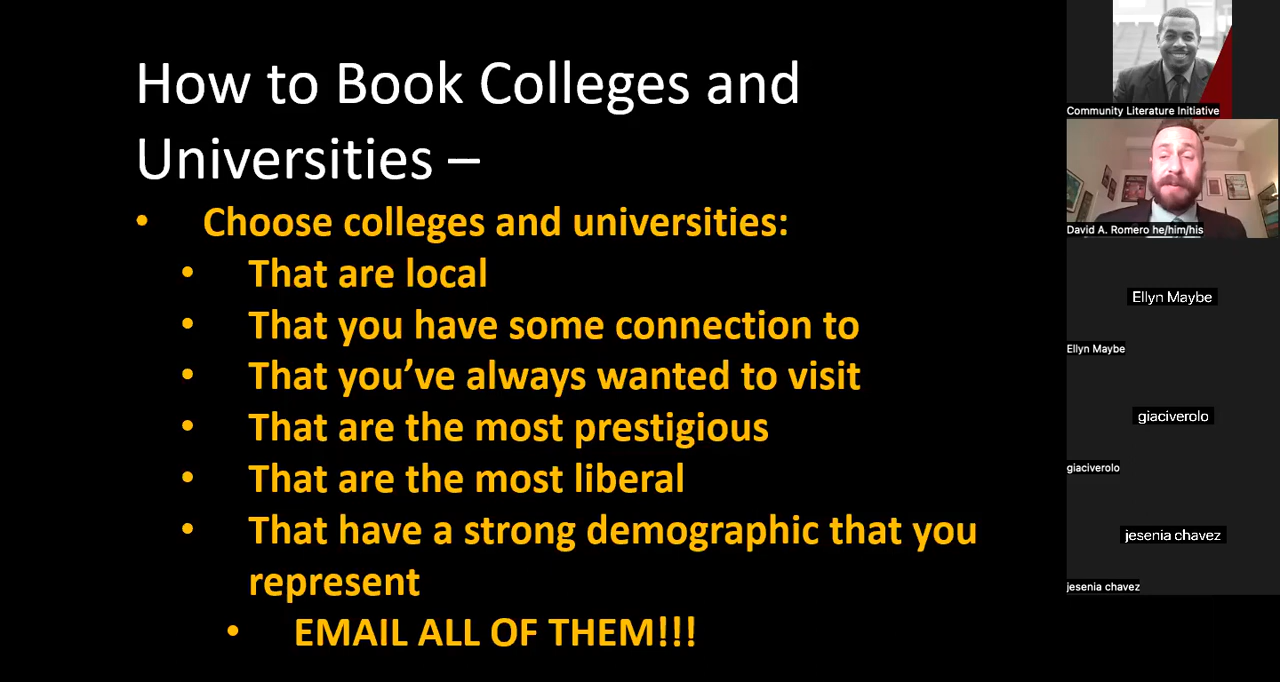 How to Book Colleges and
Universities –
• Choose colleges and universities:
• That are local
• That you have some connection to
• That you’ve always wanted to visit
• That are the most prestigious
• That are the most liberal
• That have a strong demographic that you
represent
• EMAIL ALL OF THEM!!!
Community Literature Initiative
David A. Romero he/him/his
Ellyn Maybe
Ellyn Maybe
giaciverolo
giaciverolo
jesenia chavez
jesenia chavez